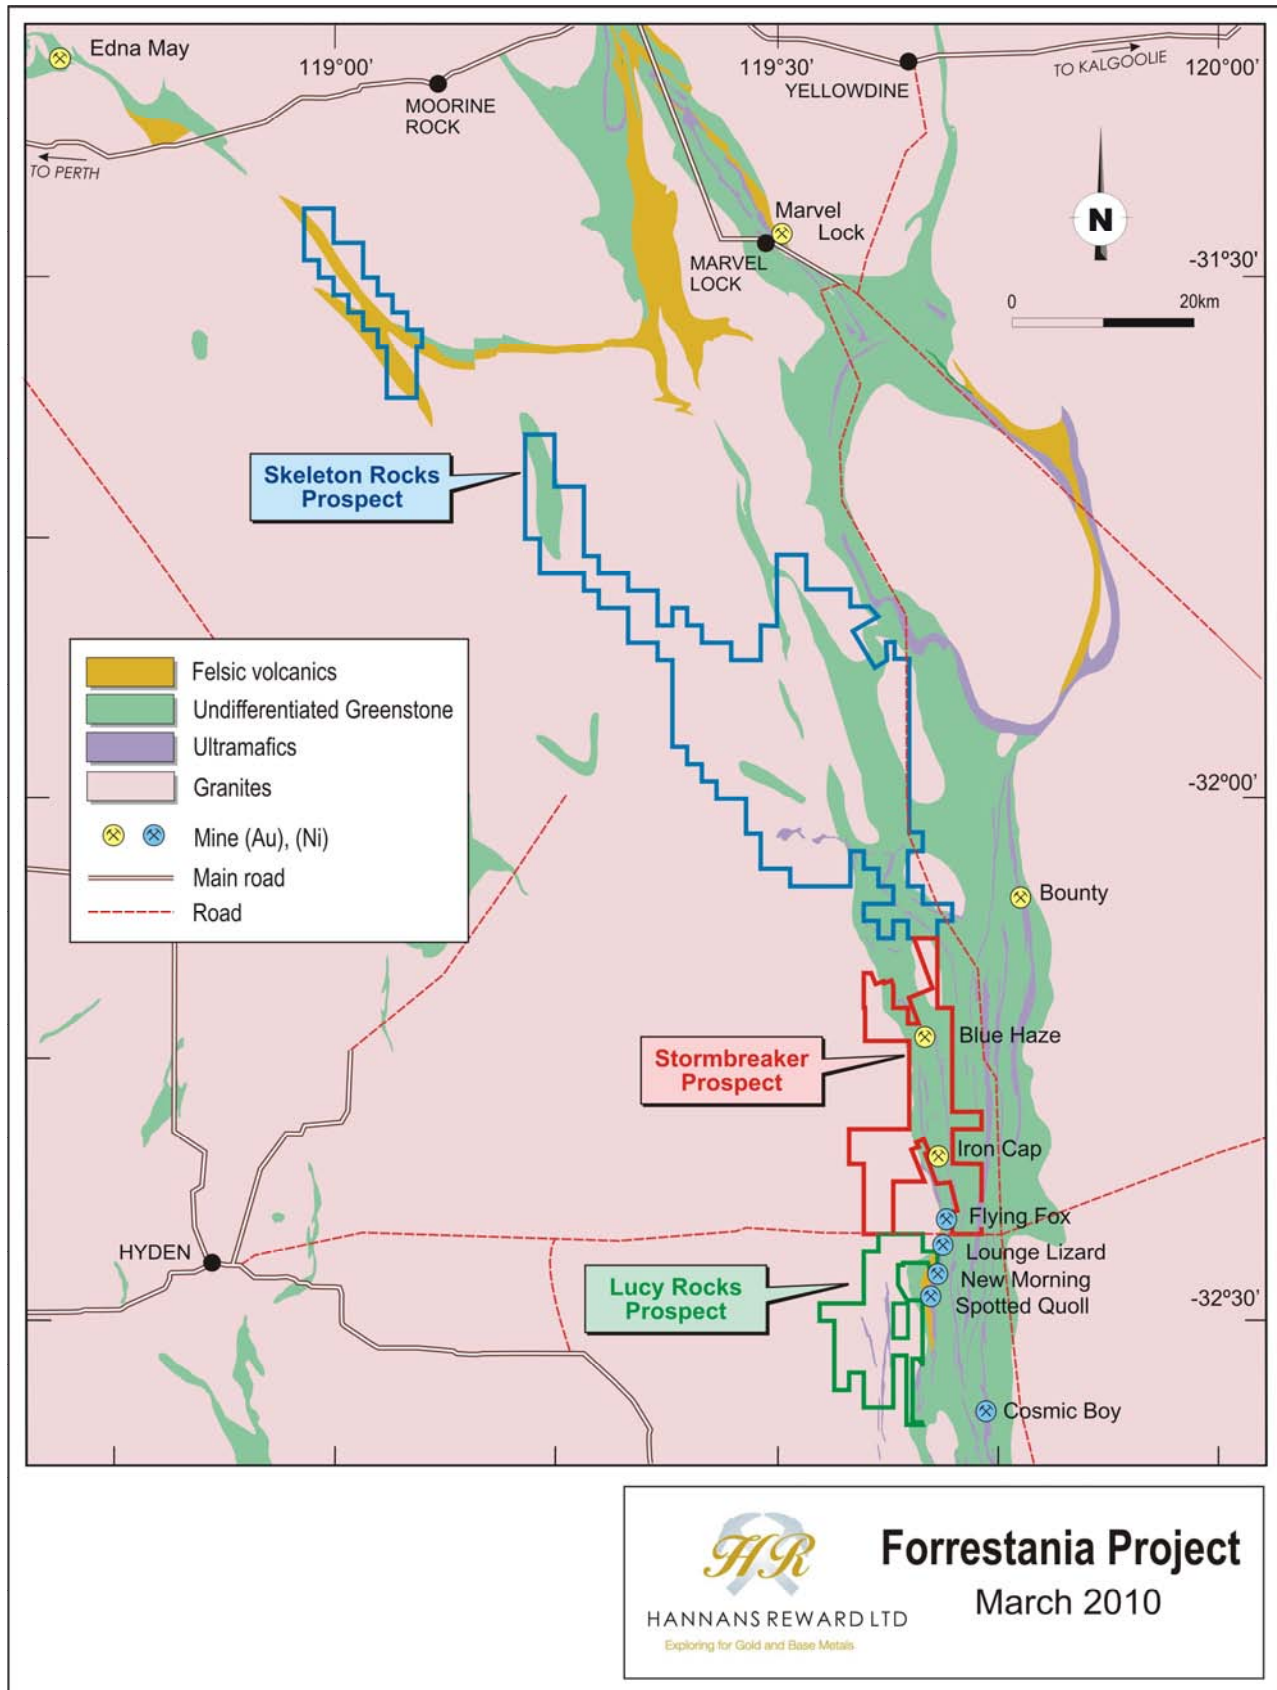 Edna May
119°00'
119°30'
120°00'
TO KALGOOLIE
YELLOWDINE
MOORINE
ROCK
TO PERTH
Marvel
Lock
N
MARVEL
LOCK
-31°30'
0 20km
Skeleton Rocks
Prospect
Felsic volcanics
Undifferentiated Greenstone
Ultramafics
Granites
Mine (Au), (Ni)
Main road
Road
-32°00'
Bounty
Blue Haze
Stormbreaker
Prospect
Iron Cap
Flying Fox
HYDEN
Lounge Lizard
New Morning
Spotted Quoll
Lucy Rocks
Prospect
-32°30'
Cosmic Boy
HR
HANNANS REWARD LTD
Exploring for Gold and Base Metals
Forrestania Project
March 2010